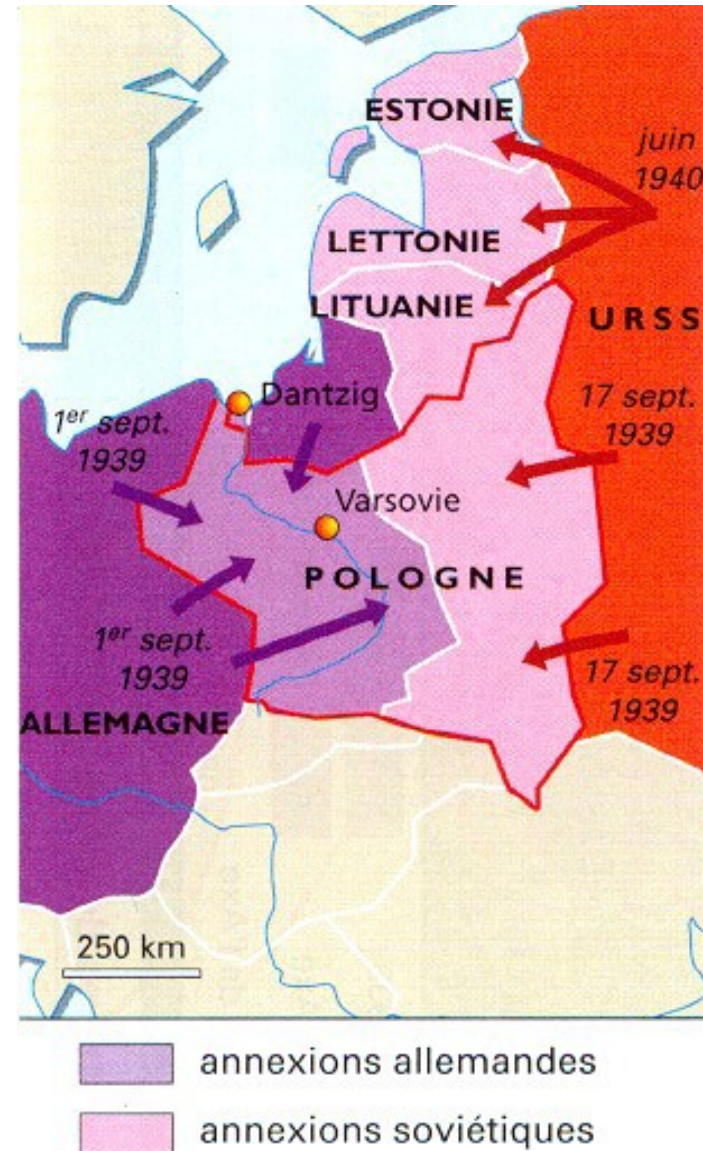 ESTONIE
juin
1940
LETTONIE
LITUANIE
URSS
Dantzig
1er sept.
1939
17 sept.
1939
Varsovie
POLOGNE
1er sept.
1939
17 sept.
1939
ALLEMAGNE
250 km
annexions allemandes
annexions soviétiques